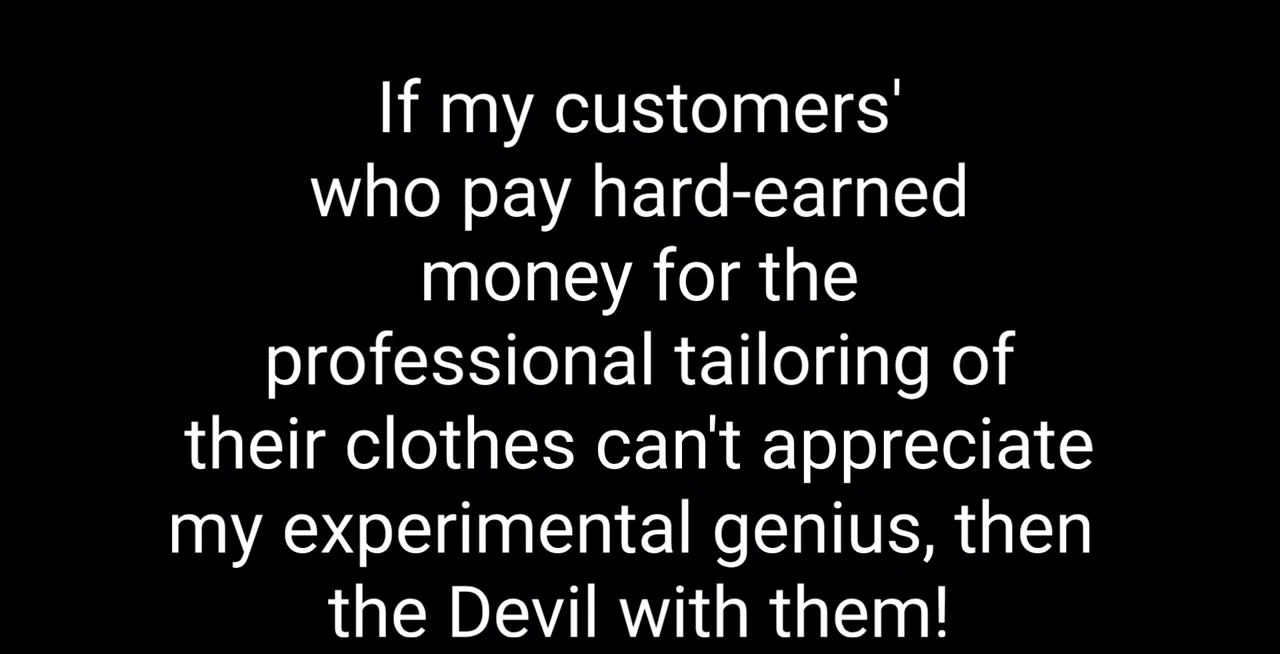 If my customers'
who pay hard-earned
money for the
professional tailoring of
their clothes can't appreciate
my experimental genius, then
the Devil with them!